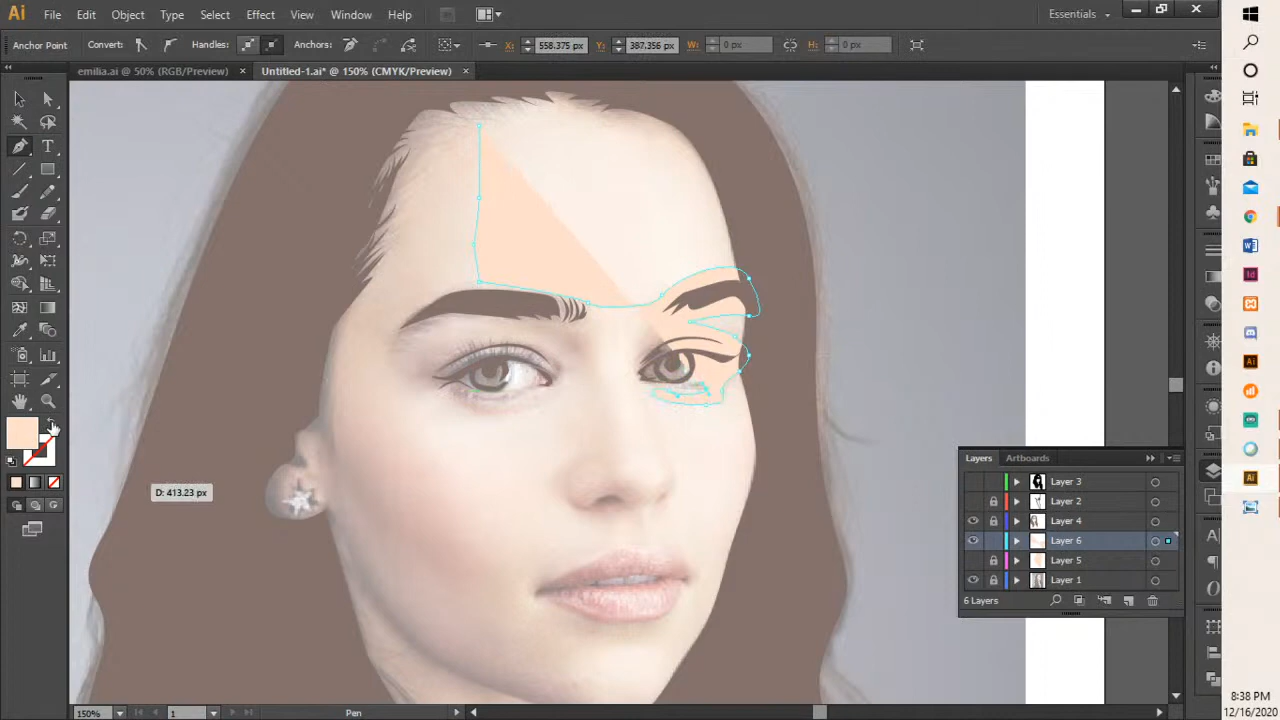 Ai File Edit Object Type Select Effect View Window Help Essentials
Anchor Point Convert: Handles: Anchors: X: 558.375 px Y: 387.356 px W: 0 px H: 0 px
emilia.ai @ 50% (RGB/Preview) × Untitled-1.ai* @ 150% (CMYK/Preview) ×
D: 413.23 px
Layers Artboards
Layer 3
Layer 2
Layer 4
Layer 6
Layer 5
Layer 1
6 Layers
150% 1 Pen
8:38 PM
12/16/2020